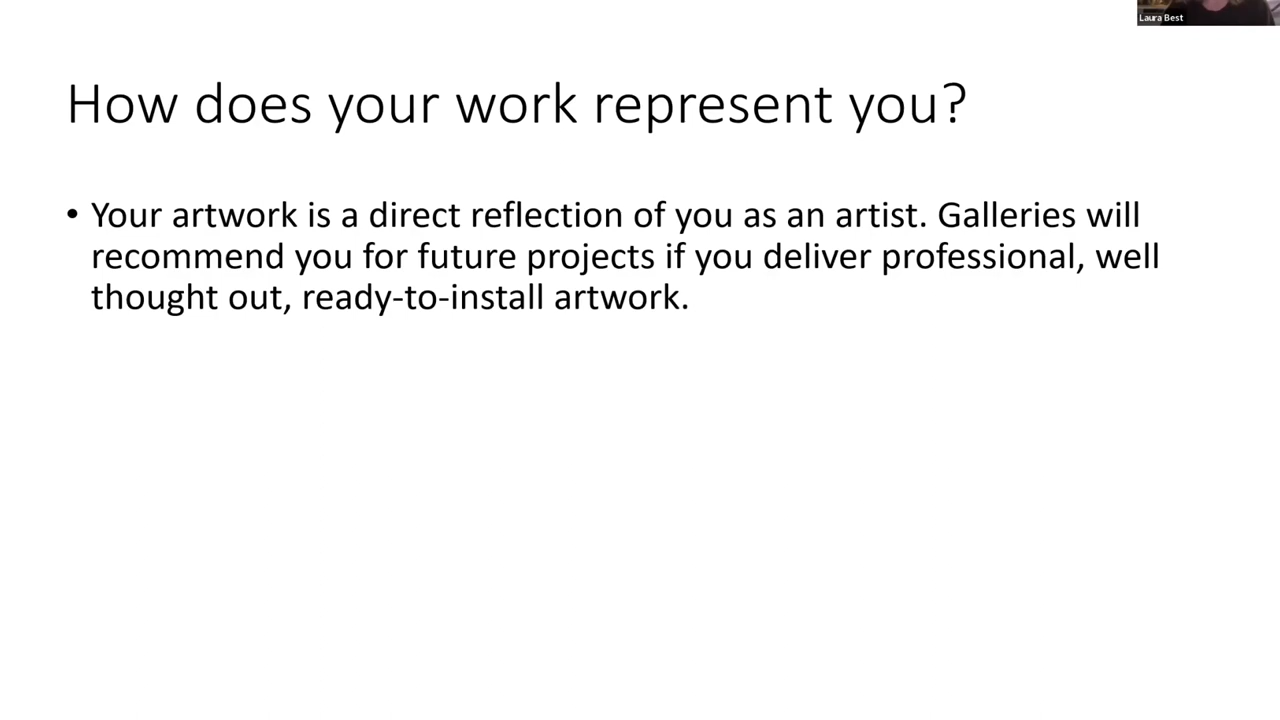 Laura Best
How does your work represent you?
• Your artwork is a direct reflection of you as an artist. Galleries will
recommend you for future projects if you deliver professional, well
thought out, ready-to-install artwork.